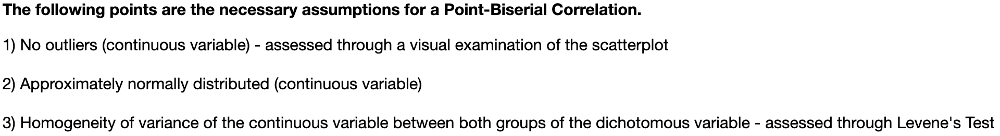 The following points are the necessary assumptions for a Point-Biserial Correlation.
1) No outliers (continuous variable) - assessed through a visual examination of the scatterplot
2) Approximately normally distributed (continuous variable)
3) Homogeneity of variance of the continuous variable between both groups of the dichotomous variable - assessed through Levene's Test